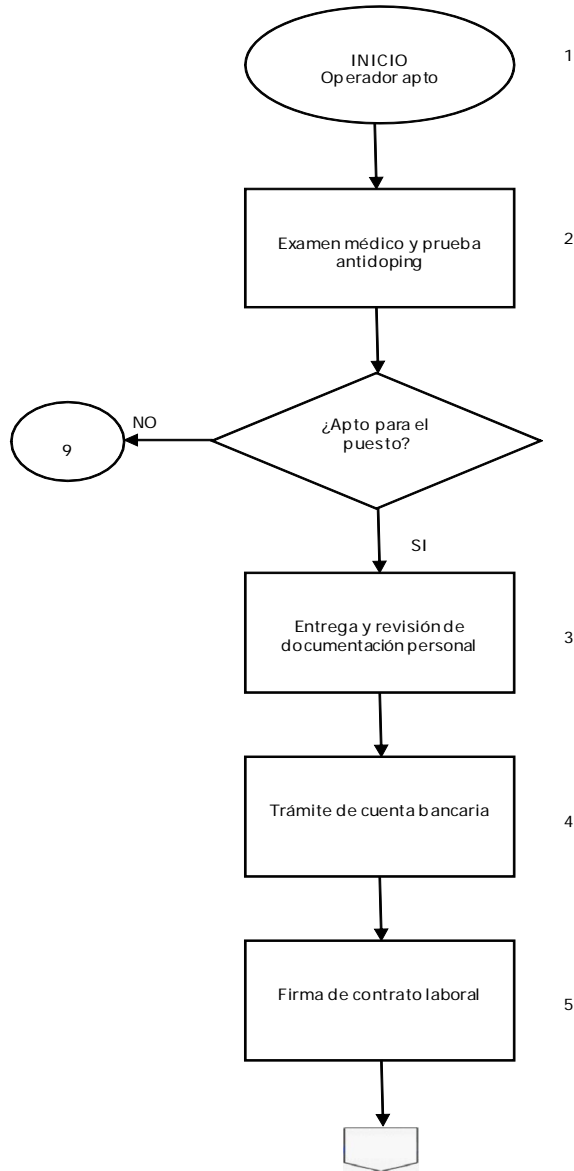 INICIO
Operador apto
1
Examen médico y prueba
antidoping
2
¿Apto para el
puesto?
NO
9
SI
Entrega y revisión de
documentación personal
3
Trámite de cuenta bancaria
4
Firma de contrato laboral
5